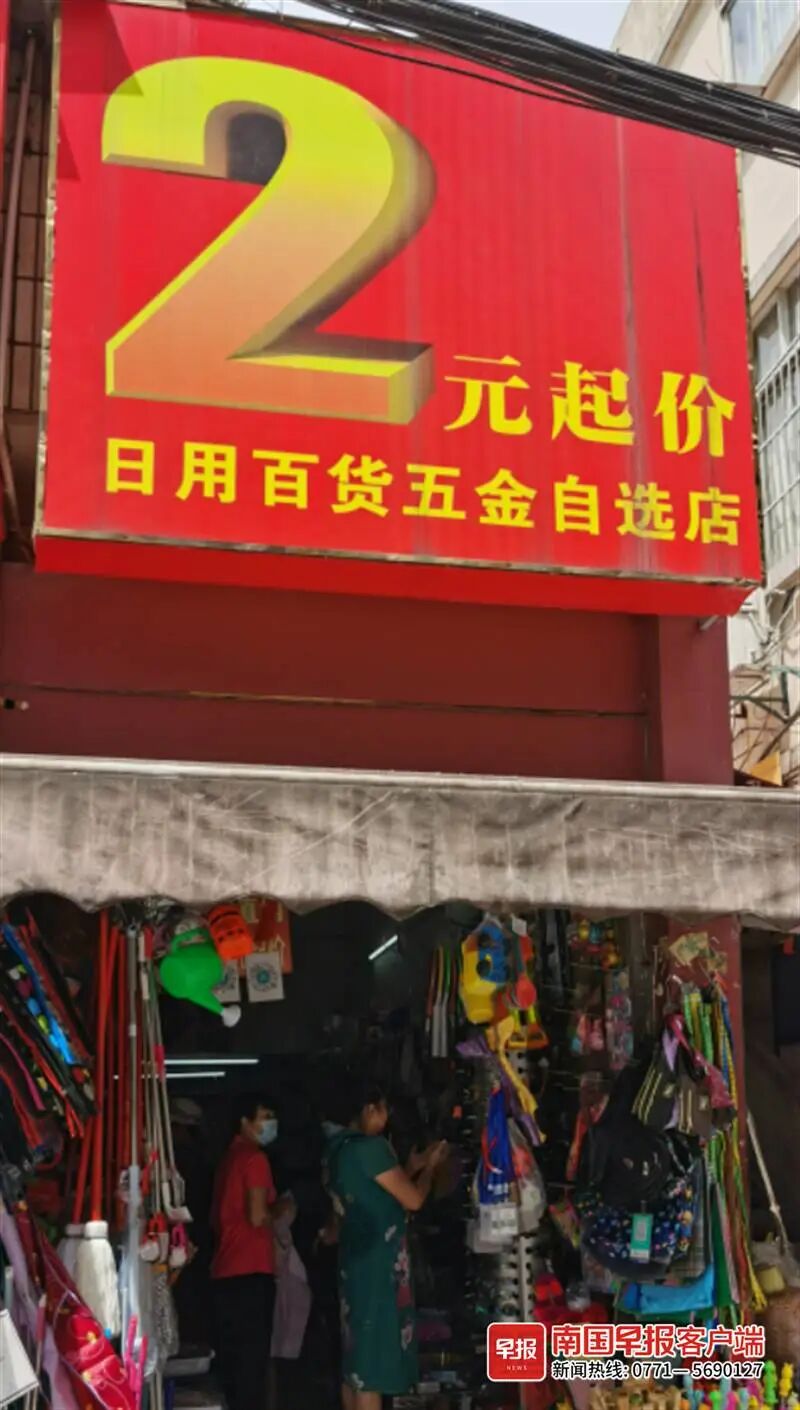 2元起价
日用百货五金自选店
早报
NEWS
南国早报客户端
新闻热线:0771—5690127